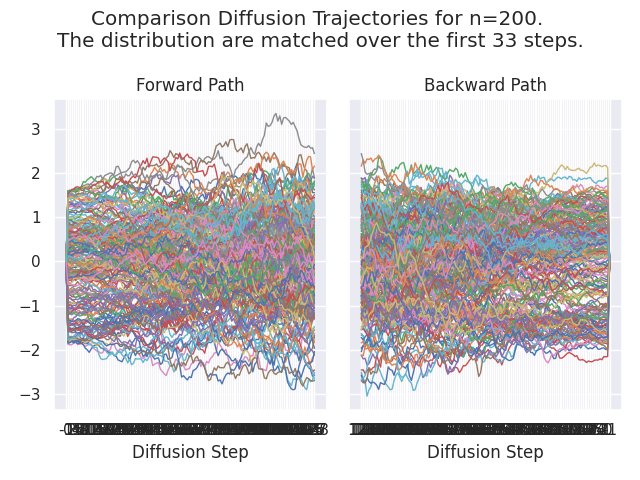 Comparison Diffusion Trajectories for n=200.
The distribution are matched over the first 33 steps.
Forward Path
Backward Path
3
2
1
0
−1
−2
−3
Diffusion Step
Diffusion Step